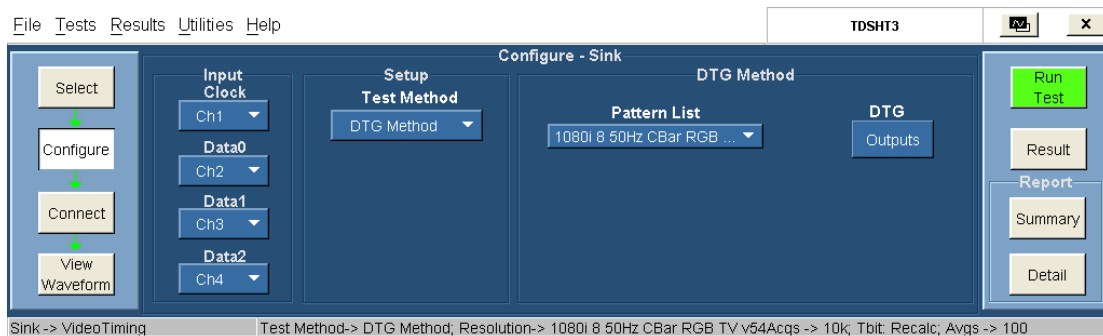 File Tests Results Utilities Help
TDSHT3
x
Configure - Sink
Select
Configure
Connect
View
Waveform
Input
Clock
Ch1
Data0
Ch2
Data1
Ch3
Data2
Ch4
Setup
Test Method
DTG Method
DTG Method
Pattern List
1080i 8 50Hz CBar RGB ...
DTG
Outputs
Run
Test
Result
Report
Summary
Detail
Sink -> VideoTiming
Test Method-> DTG Method; Resolution-> 1080i 8 50Hz CBar RGB TV v54Acqs -> 10k; Tbit: Recalc; Avgs -> 100